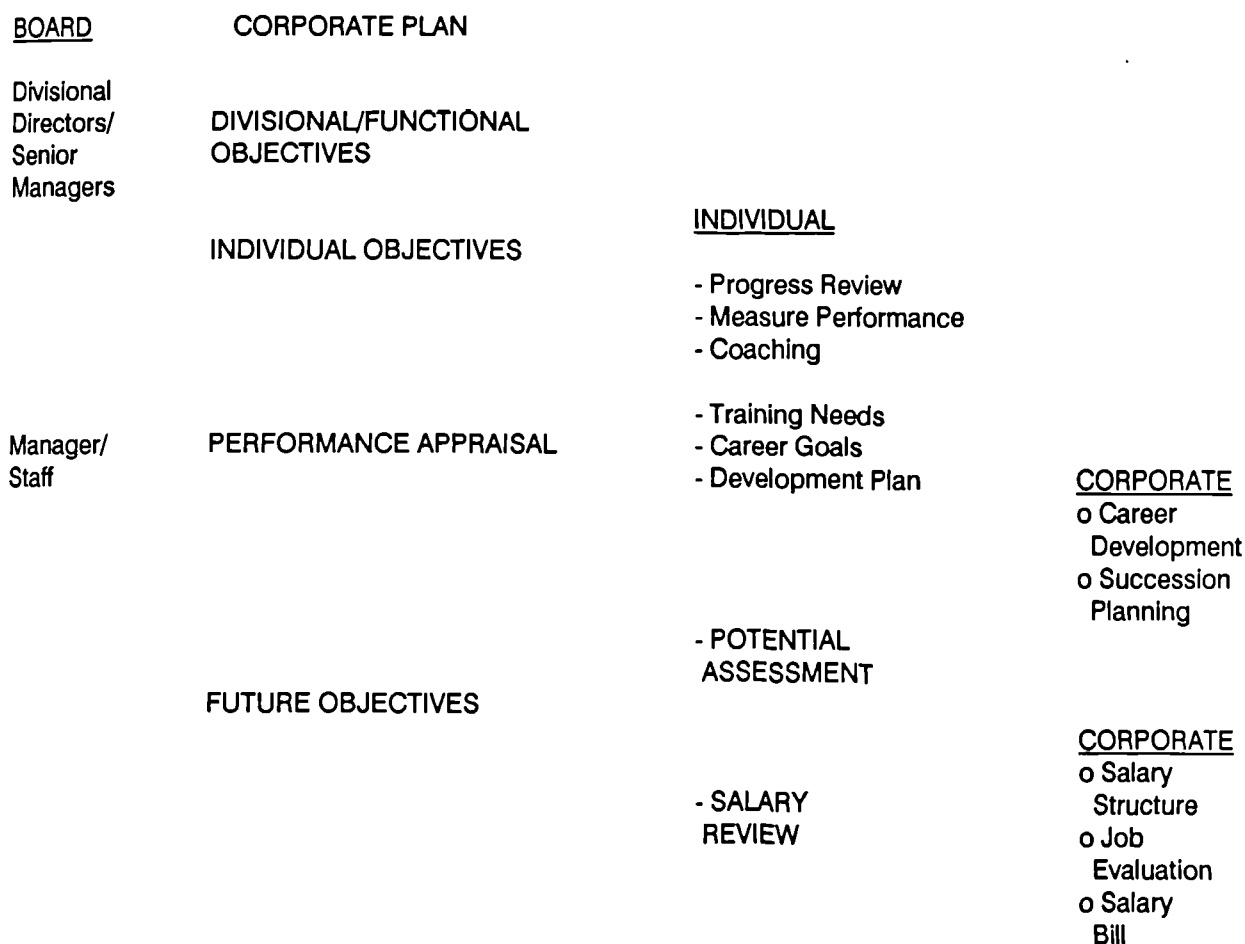 BOARD CORPORATE PLAN
Divisional
Directors/ DIVISIONAL/FUNCTIONAL
Senior OBJECTIVES
Managers
INDIVIDUAL
INDIVIDUAL OBJECTIVES
- Progress Review
- Measure Performance
- Coaching
- Training Needs
Manager/ PERFORMANCE APPRAISAL - Career Goals
Staff - Development Plan CORPORATE
o Career
Development
o Succession
Planning
- POTENTIAL
ASSESSMENT
FUTURE OBJECTIVES
CORPORATE
o Salary
- SALARY Structure
REVIEW o Job
Evaluation
o Salary
Bill